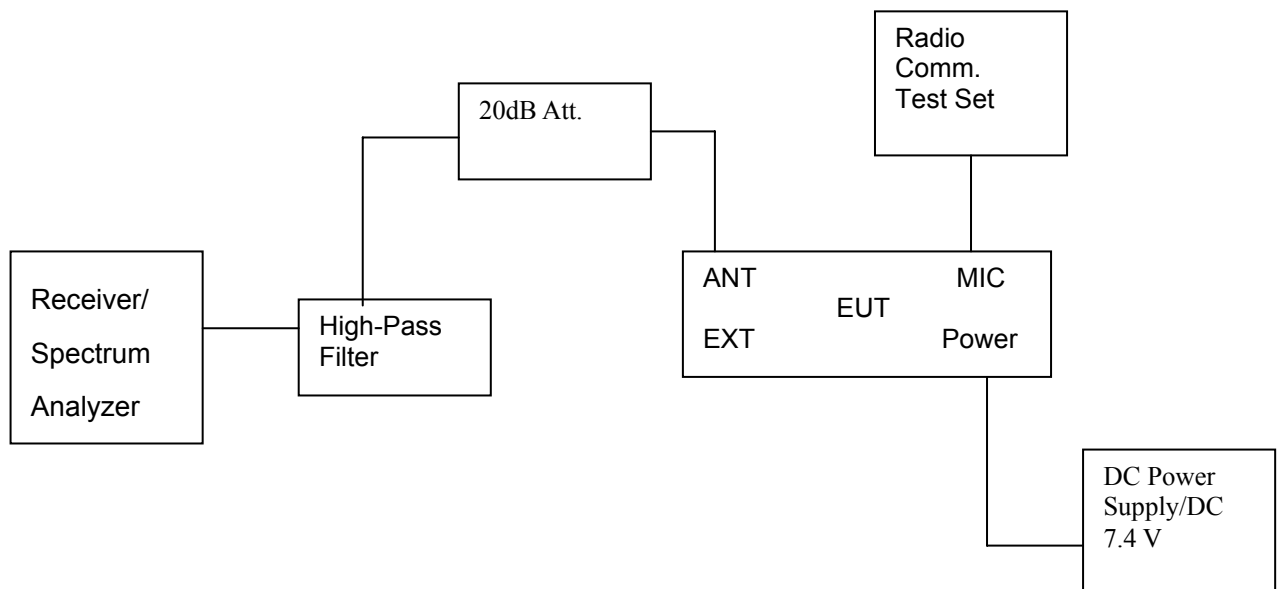 Radio
Comm.
Test Set
20dB Att.
Receiver/
Spectrum
Analyzer
High-Pass
Filter
ANT
MIC
EUT
EXT
Power
DC Power
Supply/DC
7.4 V